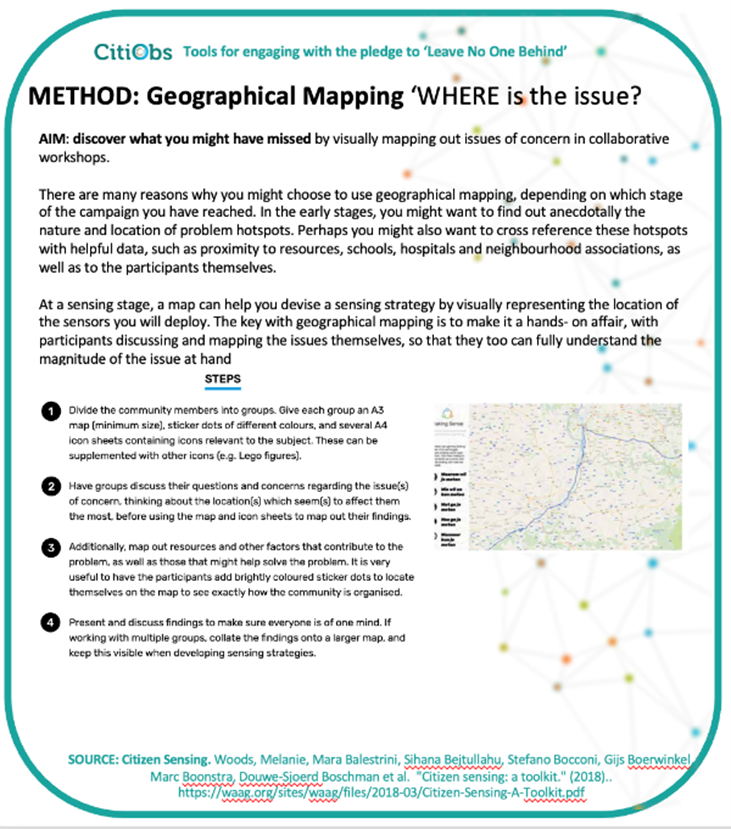 CitiObs Tools for engaging with the pledge to ‘Leave No One Behind’
METHOD: Geographical Mapping ‘WHERE is the issue?
AIM: discover what you might have missed by visually mapping out issues of concern in collaborative
workshops.
There are many reasons why you might choose to use geographical mapping, depending on which stage
of the campaign you have reached. In the early stages, you might want to find out anecdotally the
nature and location of problem hotspots. Perhaps you might also want to cross reference these hotspots
with helpful data, such as proximity to resources, schools, hospitals and neighbourhood associations, as
well as to the participants themselves.
At a sensing stage, a map can help you devise a sensing strategy by visually representing the location of
the sensors you will deploy. The key with geographical mapping is to make it a hands- on affair, with
participants discussing and mapping the issues themselves, so that they too can fully understand the
magnitude of the issue at hand
STEPS
1 Divide the community members into groups. Give each group an A3
map (minimum size), sticker dots of different colours, and several A4
icon sheets containing icons relevant to the subject. These can be
supplemented with other icons (e.g. Lego figures).
2 Have groups discuss their questions and concerns regarding the issue(s)
of concern, thinking about the location(s) which seem(s) to affect them
the most, before using the map and icon sheets to map out their findings.
3 Additionally, map out resources and other factors that contribute to the
problem, as well as those that might help solve the problem. It is very
useful to have the participants add brightly coloured sticker dots to locate
themselves on the map to see exactly how the community is organised.
4 Present and discuss findings to make sure everyone is of one mind. If
working with multiple groups, collate the findings onto a larger map, and
keep this visible when developing sensing strategies.
aking Sense
SOURCE: Citizen Sensing. Woods, Melanie, Mara Balestrini, Sihana Bejtullahu, Stefano Bocconi, Gijs Boerwinkel,
Marc Boonstra, Douwe-Sjoerd Boschman et al. "Citizen sensing: a toolkit." (2018)..
https://waag.org/sites/waag/files/2018-03/Citizen-Sensing-A-Toolkit.pdf